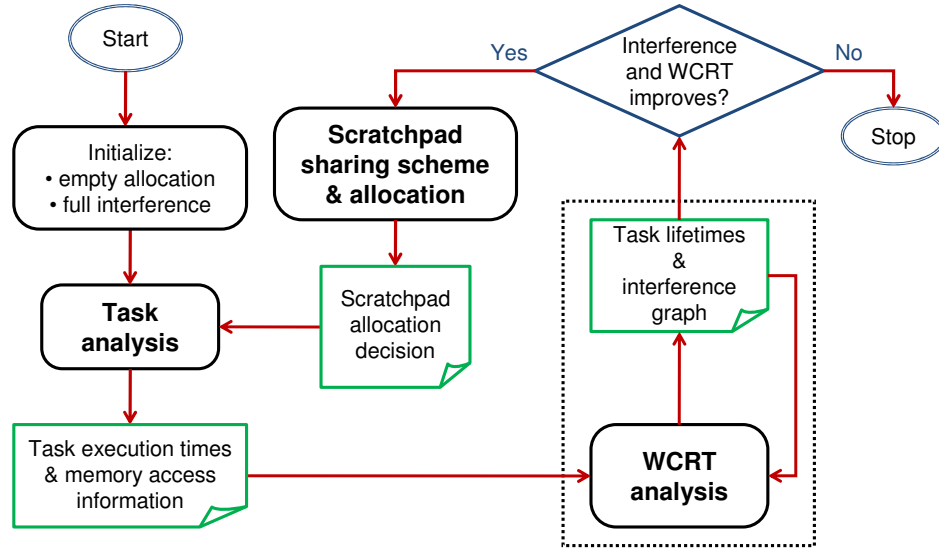 Start
Initialize:
• empty allocation
• full interference
Task
analysis
Task execution times
& memory access
information
Scratchpad
sharing scheme
& allocation
Scratchpad
allocation
decision
Yes
Interference
and WCRT
improves?
No
Stop
Task lifetimes
&
interference
graph
WCRT
analysis